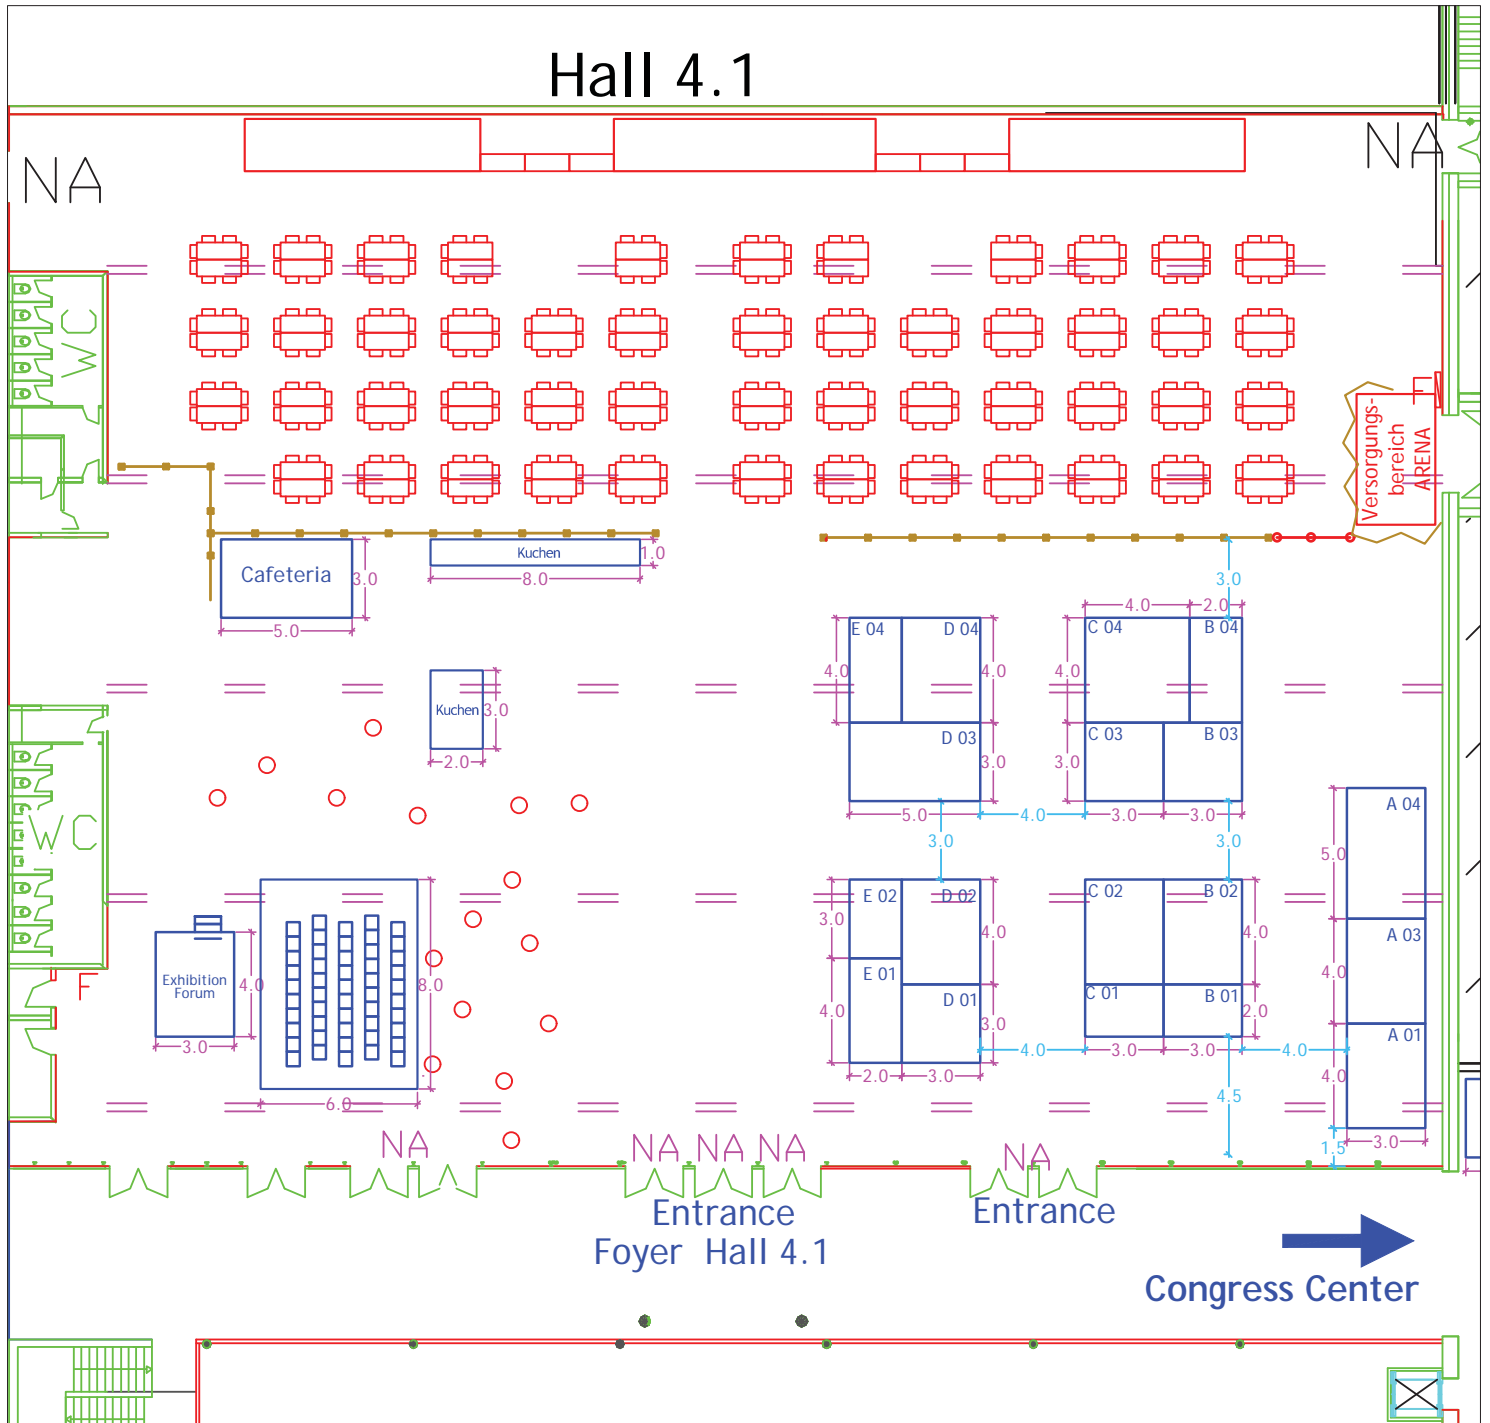 Hall 4.1
NA
NA
WC
F
Versorgungs-
bereich
ARENA
Cafeteria
3.0
5.0
Kuchen
1.0
8.0
3.0
4.0
2.0
E 04
D 04
C 04
B 04
4.0
4.0
4.0
Kuchen
3.0
2.0
D 03
C 03
B 03
3.0
3.0
5.0
4.0
3.0
3.0
3.0
3.0
WC
A 04
5.0
E 02
D 02
C 02
B 02
3.0
4.0
4.0
A 03
4.0
Exhibition
Forum
4.0
3.0
8.0
6.0
F
E 01
D 01
C 01
B 01
4.0
3.0
2.0
A 01
4.0
4.0
4.0
2.0
3.0
3.0
3.0
4.5
3.0
1.5
NA
NA
NA
NA
NA
Entrance
Foyer Hall 4.1
Entrance
Congress Center